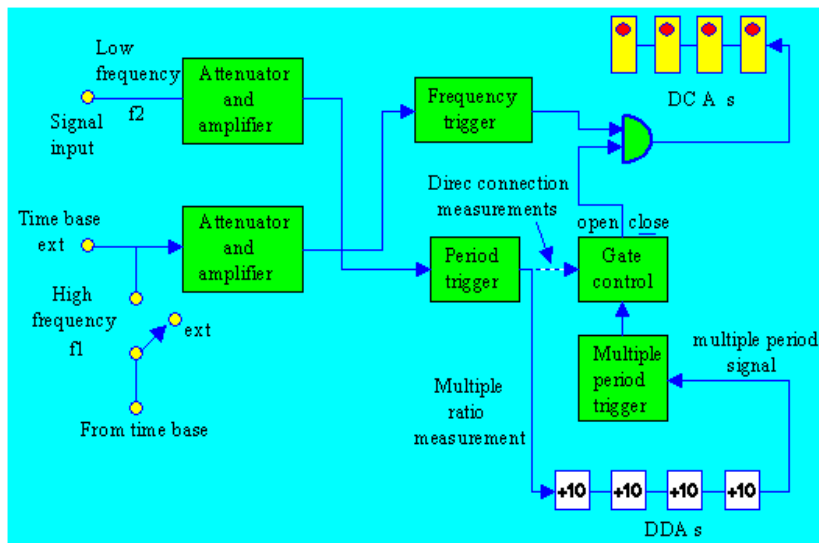 Low
frequency
f2
Signal
input
Attenuator
and
amplifier
Frequency
trigger
DC A s
Direc connection
measurements
open close
Time base
ext
Attenuator
and
amplifier
Period
trigger
Gate
control
High
frequency
f1
ext
From time base
Multiple
ratio
measurement
Multiple
period
trigger
multiple period
signal
+10 +10 +10 +10
DDA s